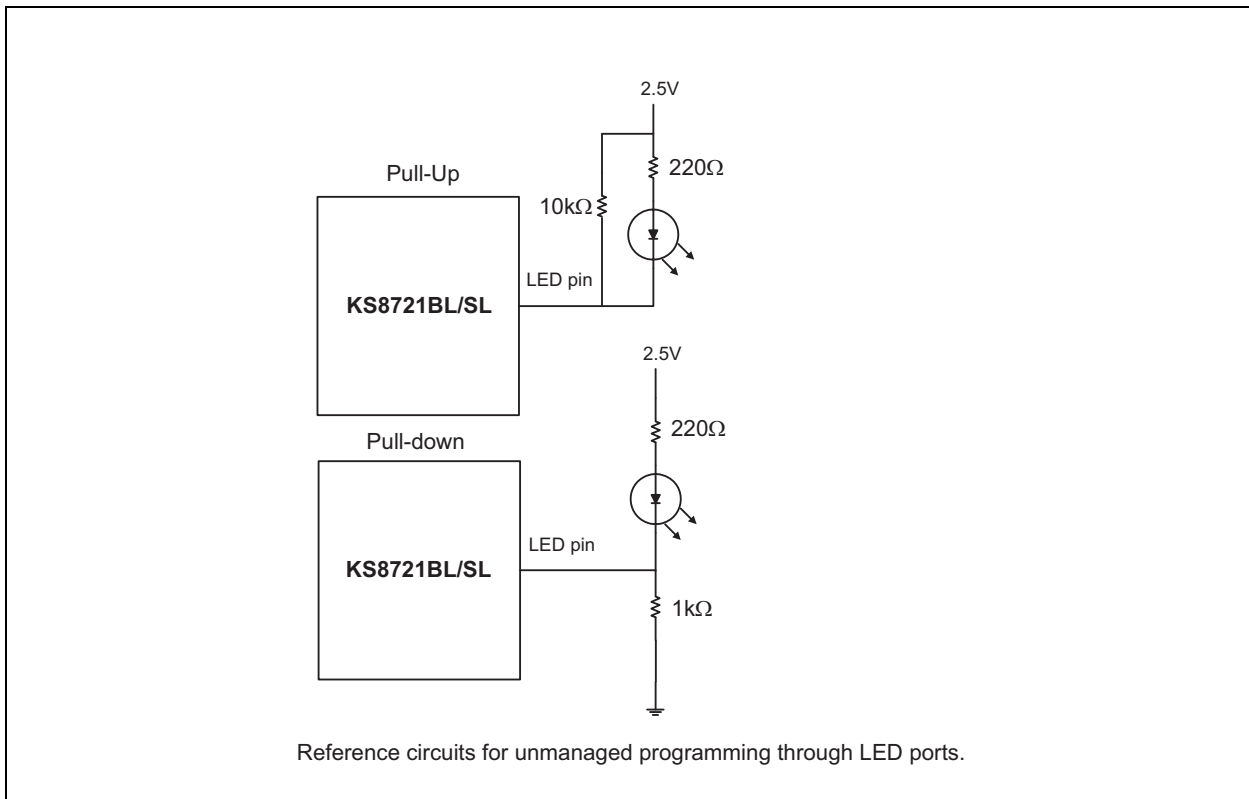 2.5V
220Ω
Pull-Up
10kΩ
LED pin
KS8721BL/SL
2.5V
220Ω
Pull-down
LED pin
KS8721BL/SL
1kΩ
Reference circuits for unmanaged programming through LED ports.